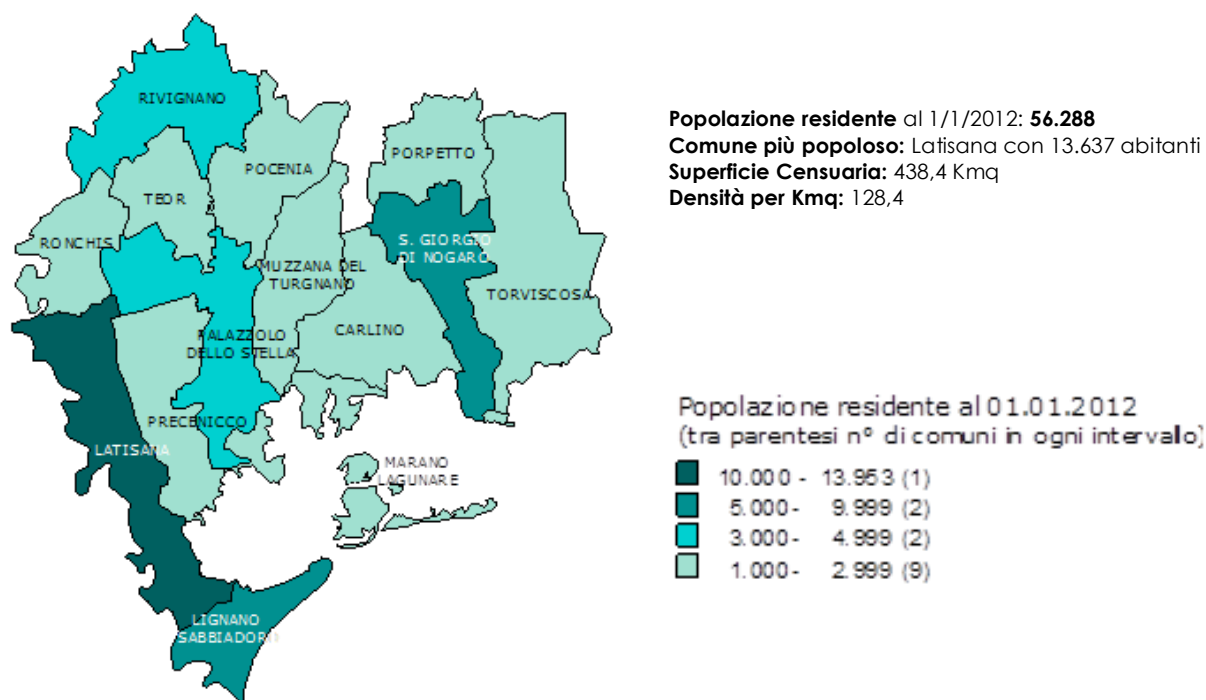 RIVIGNANO
POCENIA
PORPETTO
TEOR
RONCHIS
S. GIORGIO
DI NOGARO
MUZZANA DEL
TURGNANO
TORVISCOSA
CARLINO
PALAZZOLO
DELLO STELLA
PRECENICCO
LATISANA
MARANO
LAGUNARE
LIGNANO
SABBIADORO
Popolazione residente al 1/1/2012: 56.288
Comune più popoloso: Latisana con 13.637 abitanti
Superficie Censuaria: 438,4 Kmq
Densità per Kmq: 128,4
Popolazione residente al 01.01.2012
(tra parentesi n° di comuni in ogni intervallo)
10.000 - 13.953 (1)
5.000 - 9.999 (2)
3.000 - 4.999 (2)
1.000 - 2.999 (9)